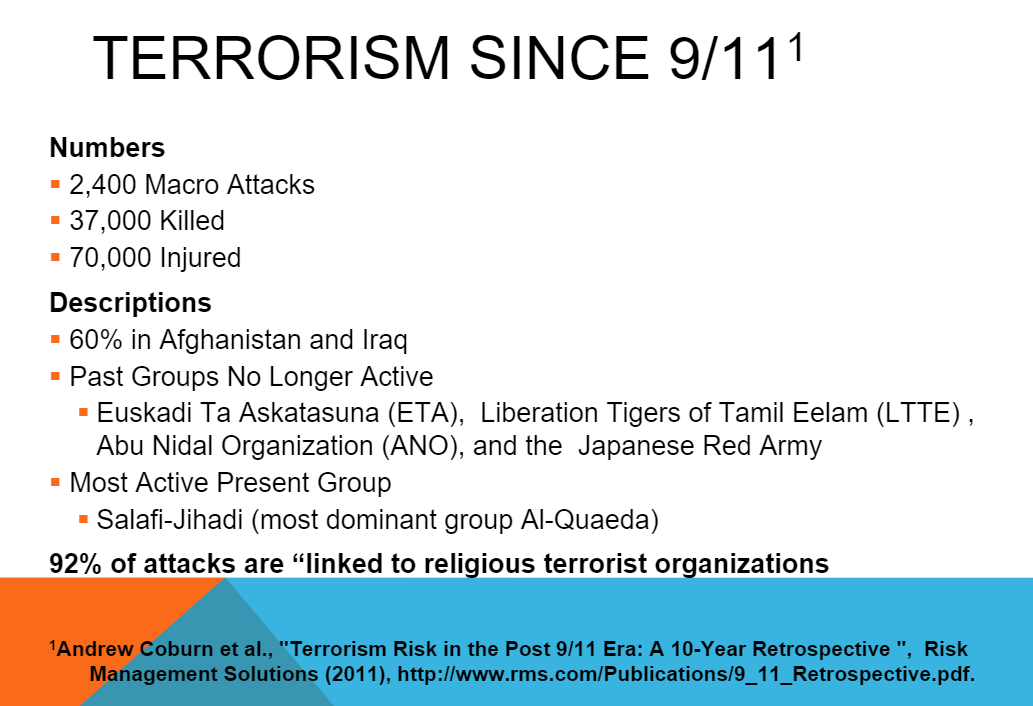 TERRORISM SINCE 9/11¹
Numbers
▪ 2,400 Macro Attacks
▪ 37,000 Killed
▪ 70,000 Injured
Descriptions
▪ 60% in Afghanistan and Iraq
▪ Past Groups No Longer Active
▪ Euskadi Ta Askatasuna (ETA),  Liberation Tigers of Tamil Eelam (LTTE) ,
Abu Nidal Organization (ANO), and the  Japanese Red Army
▪ Most Active Present Group
▪ Salafi-Jihadi (most dominant group Al-Quaeda)
92% of attacks are “linked to religious terrorist organizations
¹Andrew Coburn et al., "Terrorism Risk in the Post 9/11 Era: A 10-Year Retrospective ",  Risk
Management Solutions (2011), http://www.rms.com/Publications/9_11_Retrospective.pdf.